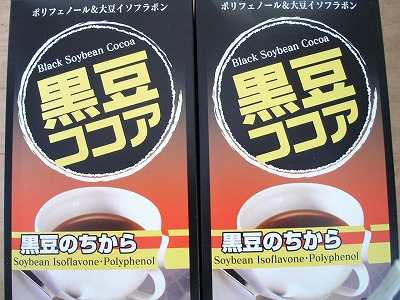 ポリフェノール&大豆イソフラボン
Black Soybean Cocoa
黒豆
ココア
黒豆のちから
Soybean Isoflavone・Polyphenol
ポリフェノール&大豆イソフラボン
Black Soybean Cocoa
黒豆
ココア
黒豆のちから
Soybean Isoflavone・Polyphenol